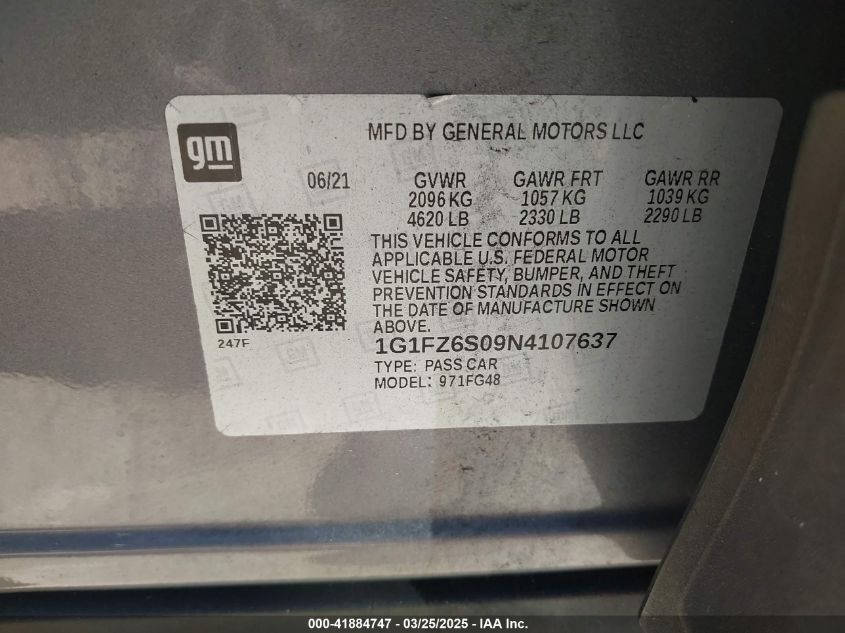 gm
MFD BY GENERAL MOTORS LLC
06/21 GVWR GAWR FRT GAWR RR
2096 KG 1057 KG 1039 KG
4620 LB 2330 LB 2290 LB
THIS VEHICLE CONFORMS TO ALL
APPLICABLE U.S. FEDERAL MOTOR
VEHICLE SAFETY, BUMPER, AND THEFT
PREVENTION STANDARDS IN EFFECT ON
THE DATE OF MANUFACTURE SHOWN
ABOVE.
247F
1G1FZ6S09N4107637
TYPE: PASS CAR
MODEL: 971FG48
000-41884747 — 03/25/2025 — IAA Inc.